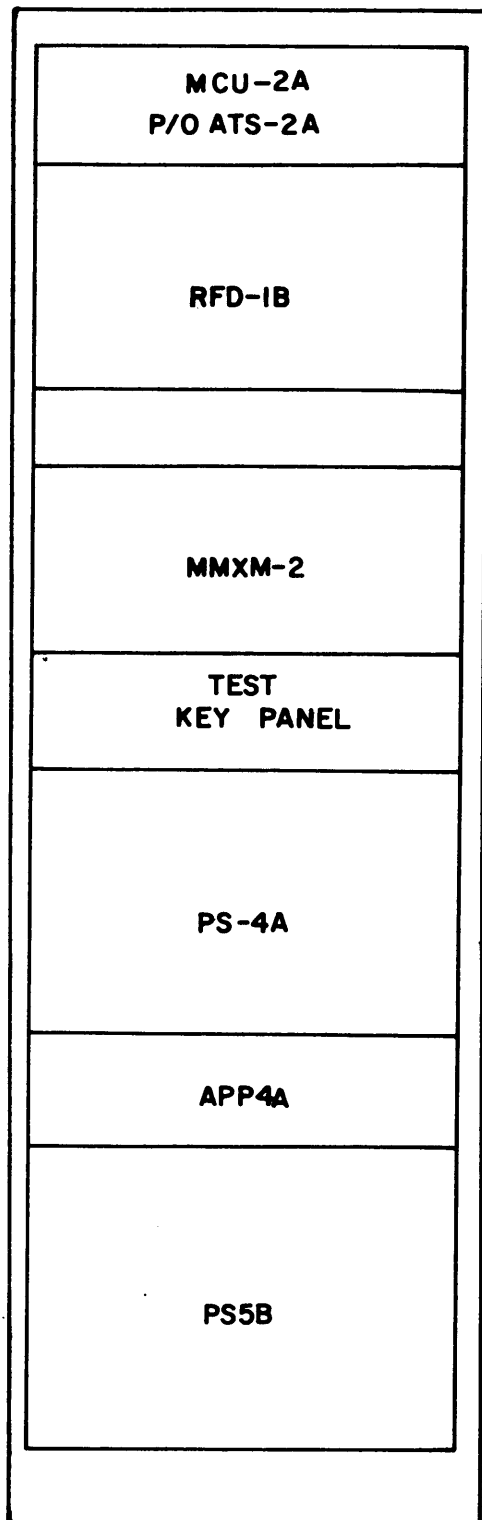 MCU-2A
P/O ATS-2A
RFD-1B
MMXM-2
TEST
KEY PANEL
PS-4A
APP4A
PS5B